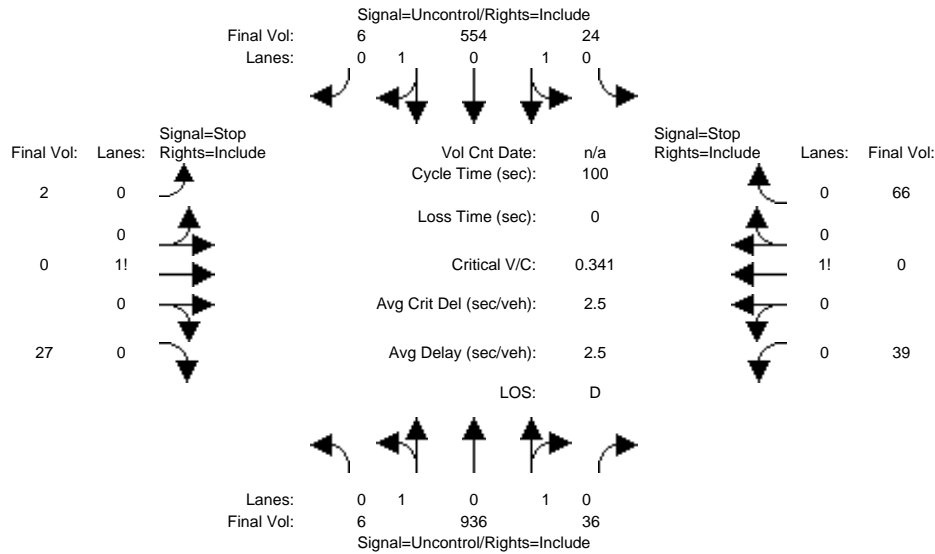 Signal=Uncontrol/Rights=Include
Final Vol: 6 554 24
Lanes: 0 1 0 1 0
Signal=Stop
Final Vol: Lanes: Rights=Include
Vol Cnt Date: n/a
Signal=Stop
Rights=Include Lanes: Final Vol:
Cycle Time (sec): 100
2 0
0 66
Loss Time (sec): 0
0
0
0 1!
Critical V/C: 0.341
1! 0
0
Avg Crit Del (sec/veh): 2.5
0
27 0
Avg Delay (sec/veh): 2.5
0 39
LOS: D
Lanes: 0 1 0 1 0
Final Vol: 6 936 36
Signal=Uncontrol/Rights=Include